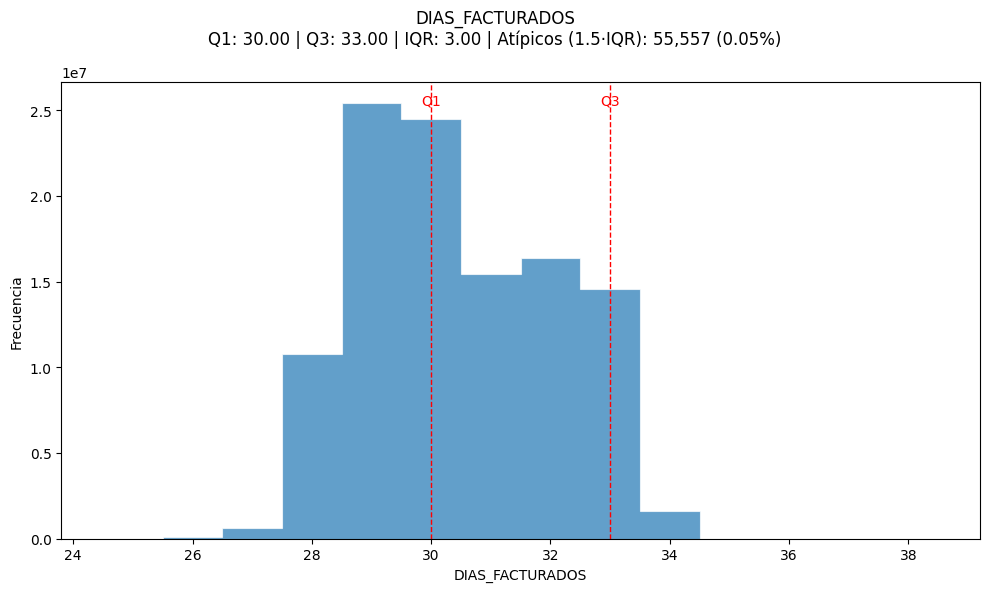 DIAS_FACTURADOS
Q1: 30.00 | Q3: 33.00 | IQR: 3.00 | Atípicos (1.5·IQR): 55,557 (0.05%)
1e7
Q1
Q3
2.5
2.0
1.5
1.0
0.5
0.0
Frecuencia
24 26 28 30 32 34 36 38
DIAS_FACTURADOS